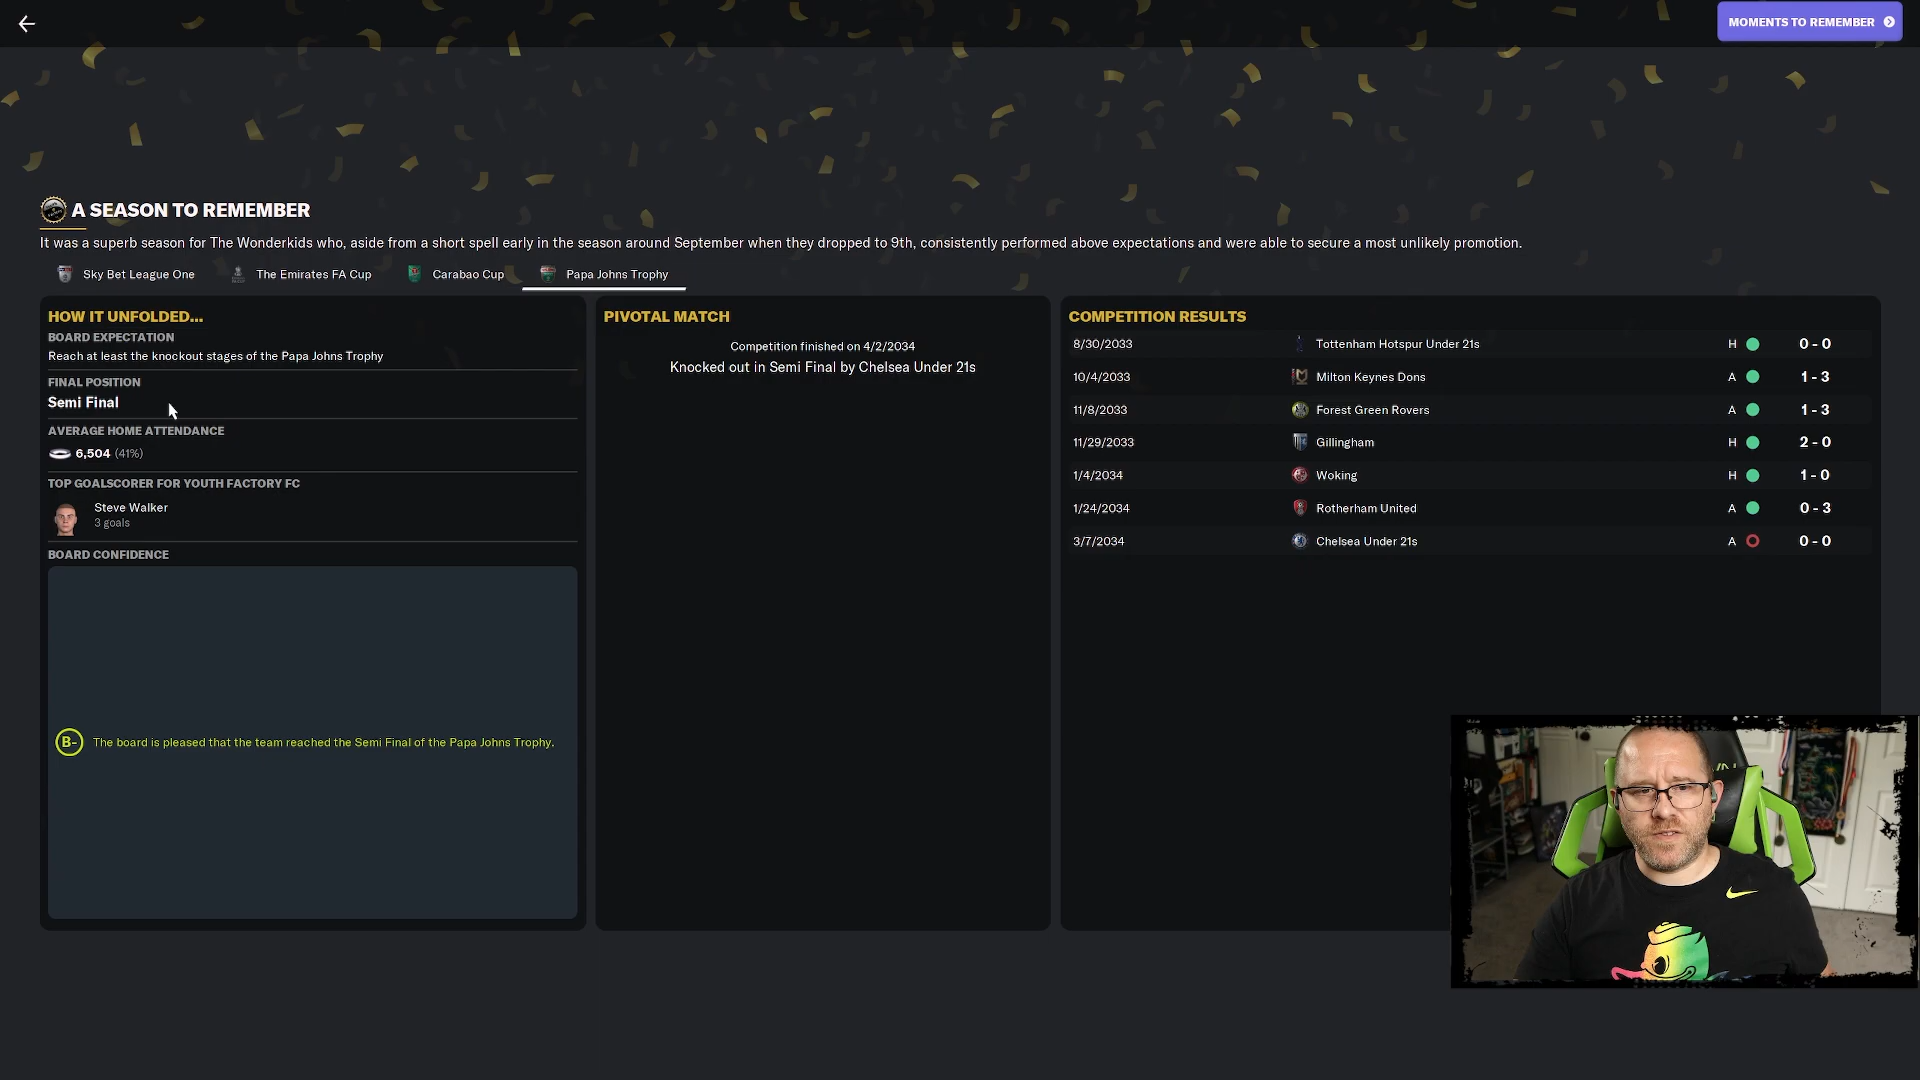 MOMENTS TO REMEMBER
A SEASON TO REMEMBER
It was a superb season for The Wonderkids who, aside from a short spell early in the season around September when they dropped to 9th, consistently performed above expectations and were able to secure a most unlikely promotion.
Sky Bet League One The Emirates FA Cup Carabao Cup Papa Johns Trophy
HOW IT UNFOLDED...
BOARD EXPECTATION
Reach at least the knockout stages of the Papa Johns Trophy
FINAL POSITION
Semi Final
AVERAGE HOME ATTENDANCE
6,504 (41%)
TOP GOALSCORER FOR YOUTH FACTORY FC
Steve Walker
3 goals
BOARD CONFIDENCE
B- The board is pleased that the team reached the Semi Final of the Papa Johns Trophy.
PIVOTAL MATCH
Competition finished on 4/2/2034
Knocked out in Semi Final by Chelsea Under 21s
COMPETITION RESULTS
8/30/2033 Tottenham Hotspur Under 21s H 0 - 0
10/4/2033 Milton Keynes Dons A 1 - 3
11/8/2033 Forest Green Rovers A 1 - 3
11/29/2033 Gillingham H 2 - 0
1/4/2034 Woking H 1 - 0
1/24/2034 Rotherham United A 0 - 3
3/7/2034 Chelsea Under 21s A 0 - 0